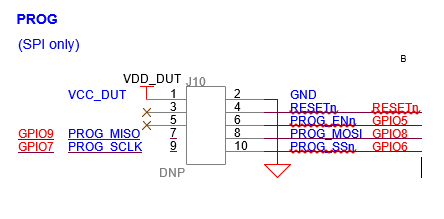 PROG
(SPI only)
B
VDD_DUT J10
VCC_DUT 1 2 GND
3 4 RESETn RESETn
5 6 PROG_ENn GPIO5
GPIO9 PROG_MISO 7 8 PROG_MOSI GPIO8
GPIO7 PROG_SCLK 9 10 PROG_SSn GPIO6
DNP